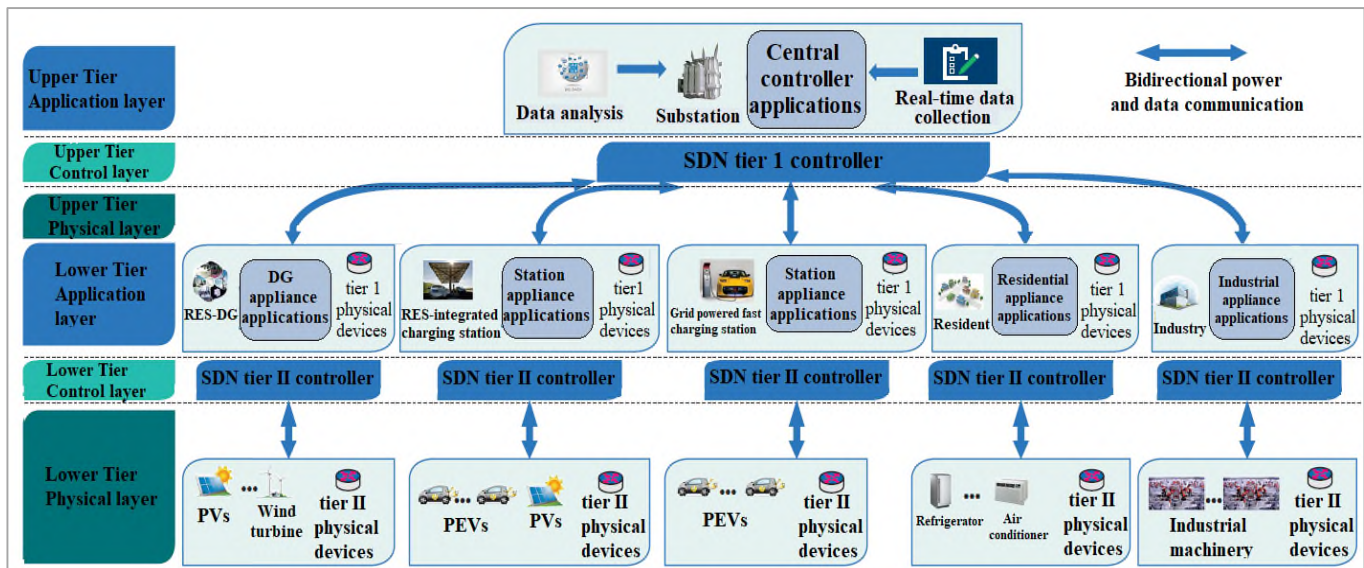 Upper Tier
Application layer
Data analysis
Substation
Central
controller
applications
Real-time data
collection
Bidirectional power
and data communication
Upper Tier
Control layer
SDN tier 1 controller
Upper Tier
Physical layer
Lower Tier
Application
layer
RES-DG
DG
appliance
applications
tier 1
physical
devices
RES-integrated
charging station
Station
appliance
applications
tier1
physical
devices
Grid powered fast
charging station
Station
appliance
applications
tier 1
physical
devices
Resident
Residential
appliance
applications
tier 1
physical
devices
Industry
Industrial
appliance
applications
tier 1
physical
devices
Lower Tier
Control layer
SDN tier II controller
SDN tier II controller
SDN tier II controller
SDN tier II controller
SDN tier II controller
Lower Tier
Physical layer
PVs
Wind
turbine
tier II
physical
devices
PEVs
PVs
tier II
physical
devices
PEVs
tier II
physical
devices
Refrigerator
Air
conditioner
tier II
physical
devices
Industrial
machinery
tier II
physical
devices